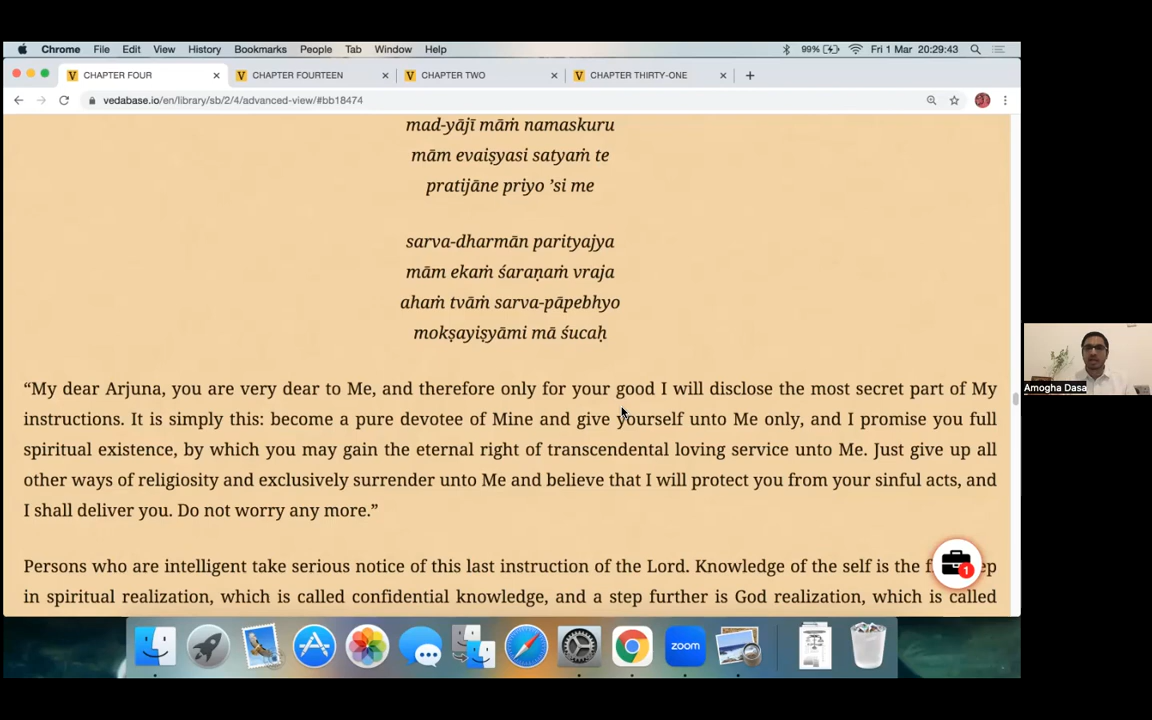 Chrome File Edit View History Bookmarks People Tab Window Help 99% Fri 1 Mar 20:29:43
CHAPTER FOUR CHAPTER FOURTEEN CHAPTER TWO CHAPTER THIRTY-ONE
vedabase.io/en/library/sb/2/4/advanced-view/#bb18474
mad-yājī māṁ namaskuru
mām evaiṣyasi satyaṁ te
pratijāne priyo ’si me
sarva-dharmān parityajya
mām ekaṁ śaraṇaṁ vraja
ahaṁ tvāṁ sarva-pāpebhyo
mokṣayiṣyāmi mā śucaḥ
“My dear Arjuna, you are very dear to Me, and therefore only for your good I will disclose the most secret part of My
instructions. It is simply this: become a pure devotee of Mine and give yourself unto Me only, and I promise you full
spiritual existence, by which you may gain the eternal right of transcendental loving service unto Me. Just give up all
other ways of religiosity and exclusively surrender unto Me and believe that I will protect you from your sinful acts, and
I shall deliver you. Do not worry any more.”
Persons who are intelligent take serious notice of this last instruction of the Lord. Knowledge of the self is the
in spiritual realization, which is called confidential knowledge, and a step further is God realization, which is called
1
Amogha Dasa
zoom